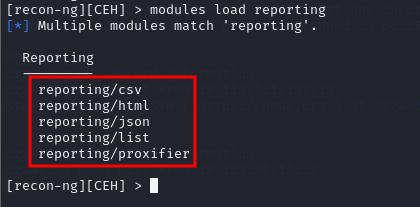 [recon-ng][CEH] > modules load reporting
[*] Multiple modules match 'reporting'.
Reporting
---------
reporting/csv
reporting/html
reporting/json
reporting/list
reporting/proxifier
[recon-ng][CEH] >